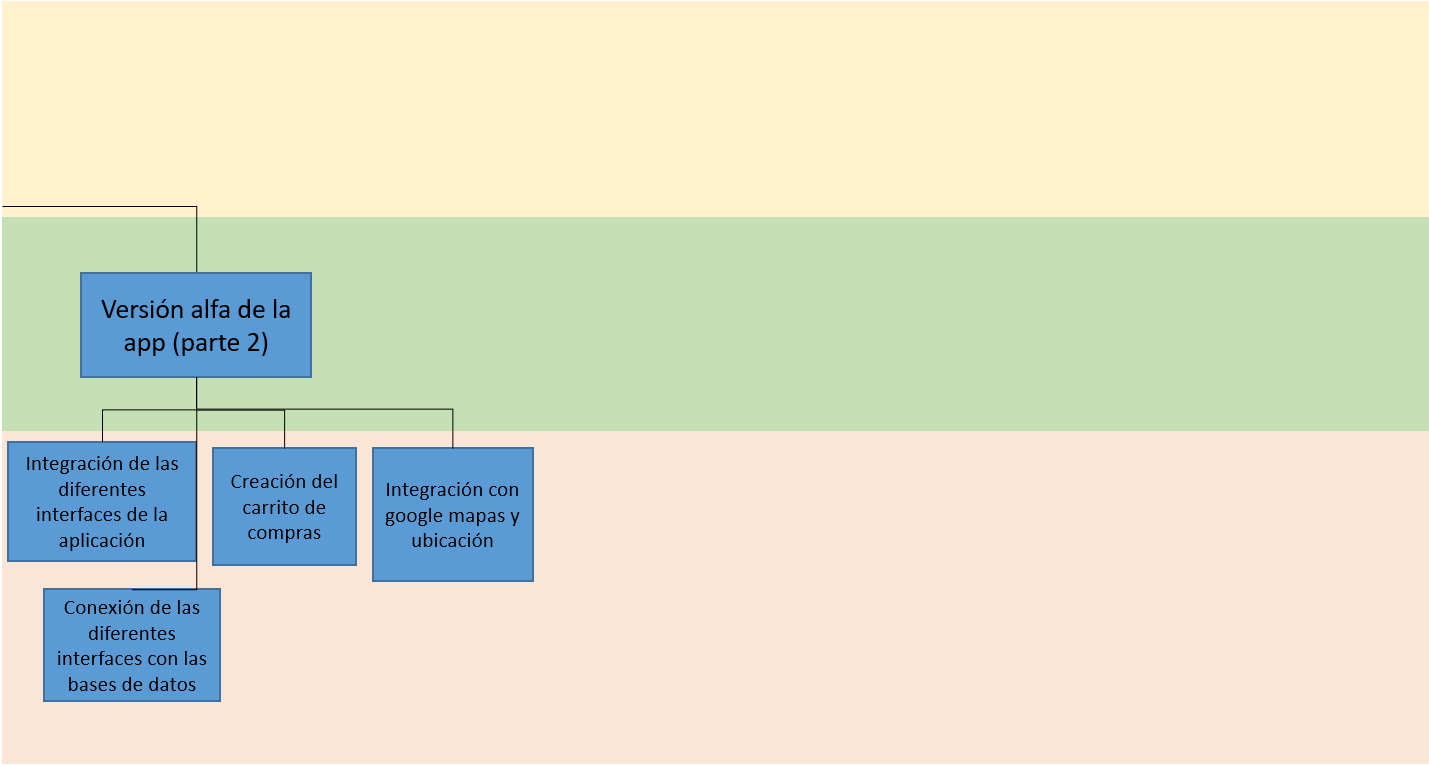 Versión alfa de la
app (parte 2)
Integración de las
diferentes
interfaces de la
aplicación
Creación del
carrito de
compras
Integración con
google mapas y
ubicación
Conexión de las
diferentes
interfaces con las
bases de datos